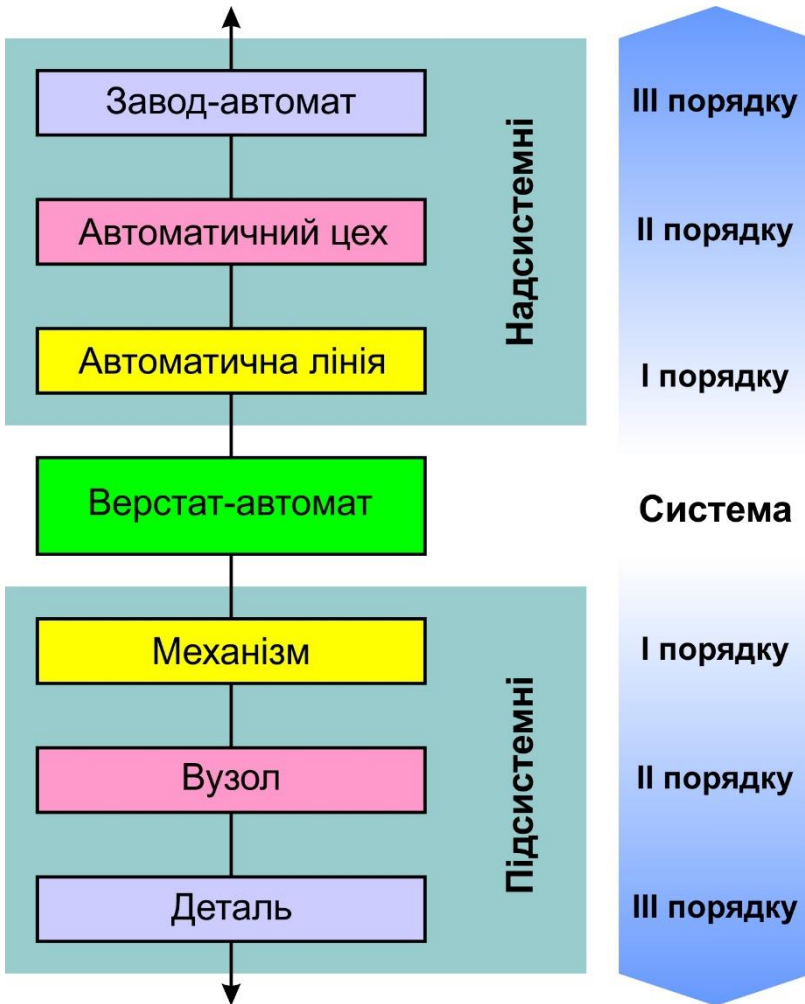 Завод-автомат
III порядку
Автоматичний цех
II порядку
Надсистемні
Автоматична лінія
I порядку
Верстат-автомат
Система
Механізм
I порядку
Вузол
II порядку
Підсистемні
Деталь
III порядку